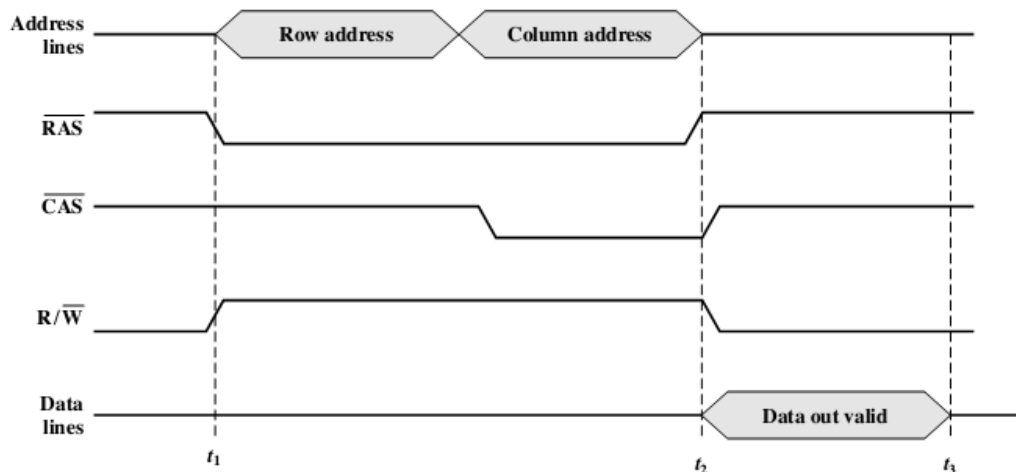 Address
lines
Row address
Column address
RAS
CAS
R/W
Data
lines
Data out valid
t1
t2
t3